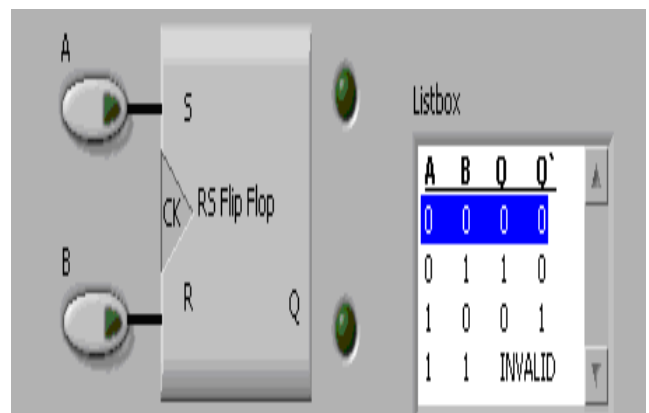 A
S
CK
RS Flip Flop
B
R
Q
Listbox
A B Q Q`
0 0 0 0
0 1 1 0
1 0 0 1
1 1 INVALID